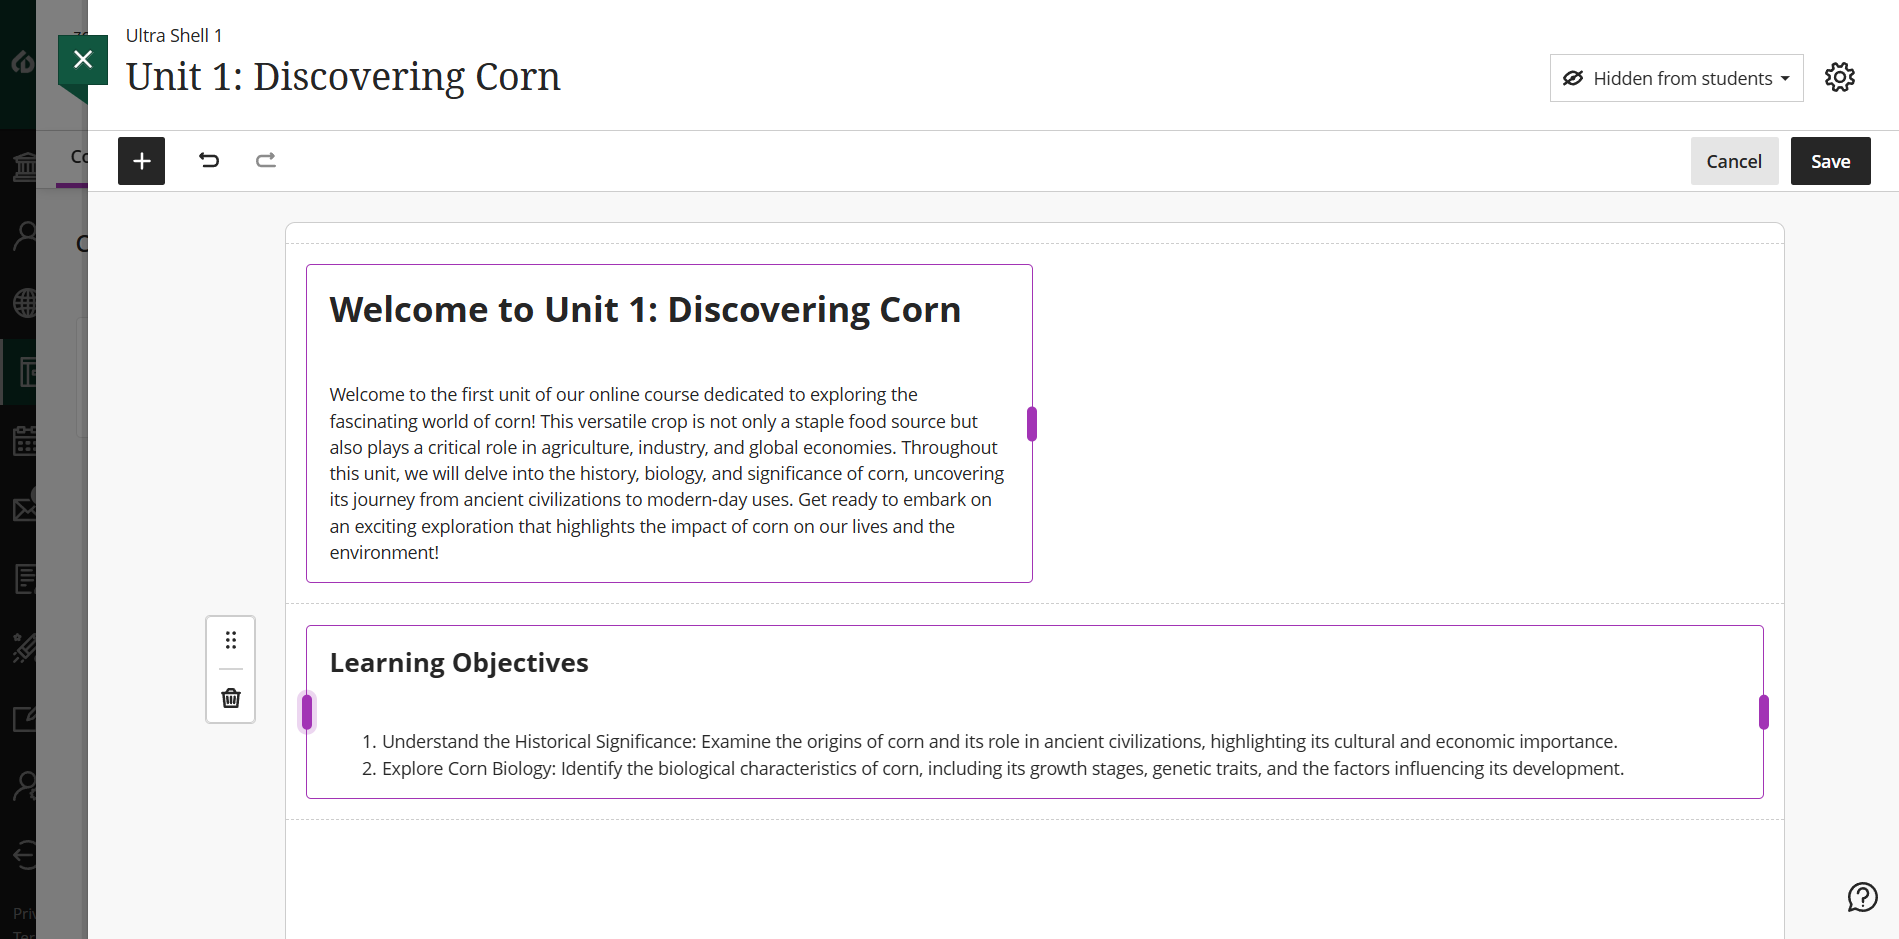 Ultra Shell 1
Unit 1: Discovering Corn
Hidden from students
Cancel
Save
Welcome to Unit 1: Discovering Corn
Welcome to the first unit of our online course dedicated to exploring the
fascinating world of corn! This versatile crop is not only a staple food source but
also plays a critical role in agriculture, industry, and global economies. Throughout
this unit, we will delve into the history, biology, and significance of corn, uncovering
its journey from ancient civilizations to modern-day uses. Get ready to embark on
an exciting exploration that highlights the impact of corn on our lives and the
environment!
Learning Objectives
1. Understand the Historical Significance: Examine the origins of corn and its role in ancient civilizations, highlighting its cultural and economic importance.
2. Explore Corn Biology: Identify the biological characteristics of corn, including its growth stages, genetic traits, and the factors influencing its development.